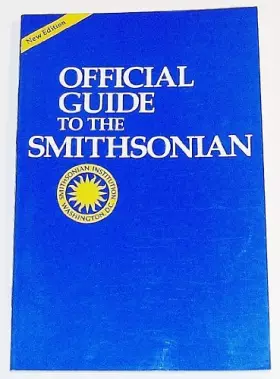 New Edition
OFFICIAL
GUIDE
TO THE
SMITHSONIAN
SMITHSONIAN INSTITUTION
WASHINGTON D.C.